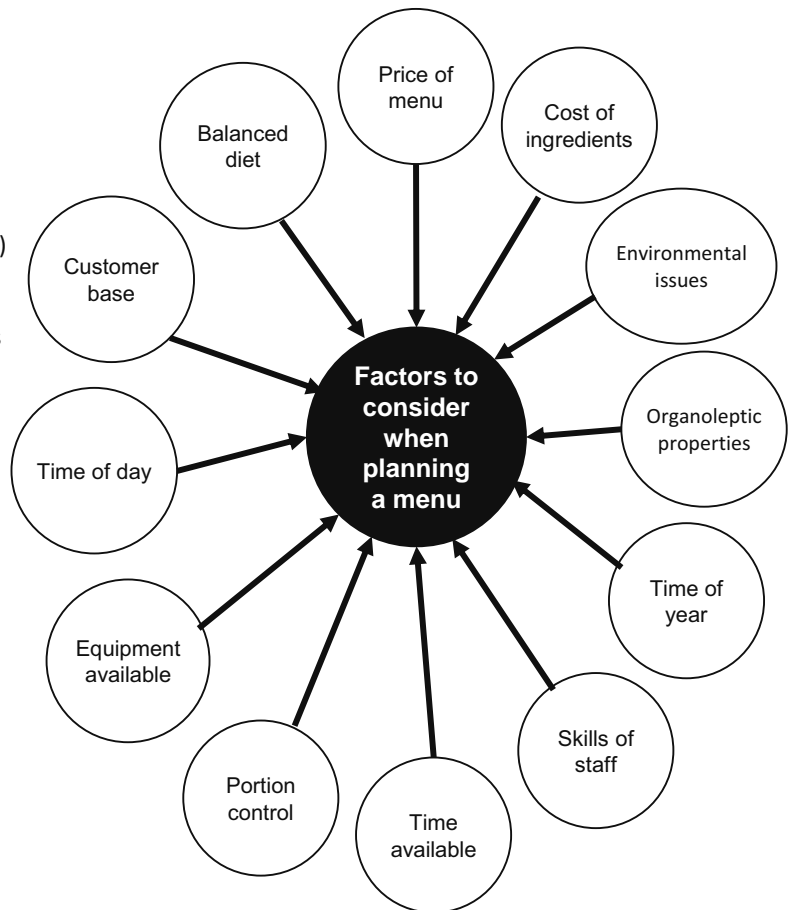 Price of
menu
Cost of
ingredients
Balanced
diet
Environmental
issues
)
Customer
base
Factors to
consider
when
planning
a menu
Organoleptic
properties
Time of day
Time of
year
Equipment
available
Skills of
staff
Portion
control
Time
available